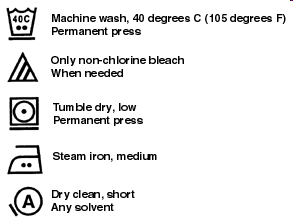 40C
Machine wash, 40 degrees C (105 degrees F)
Permanent press
Only non-chlorine bleach
When needed
Tumble dry, low
Permanent press
Steam iron, medium
A
Dry clean, short
Any solvent